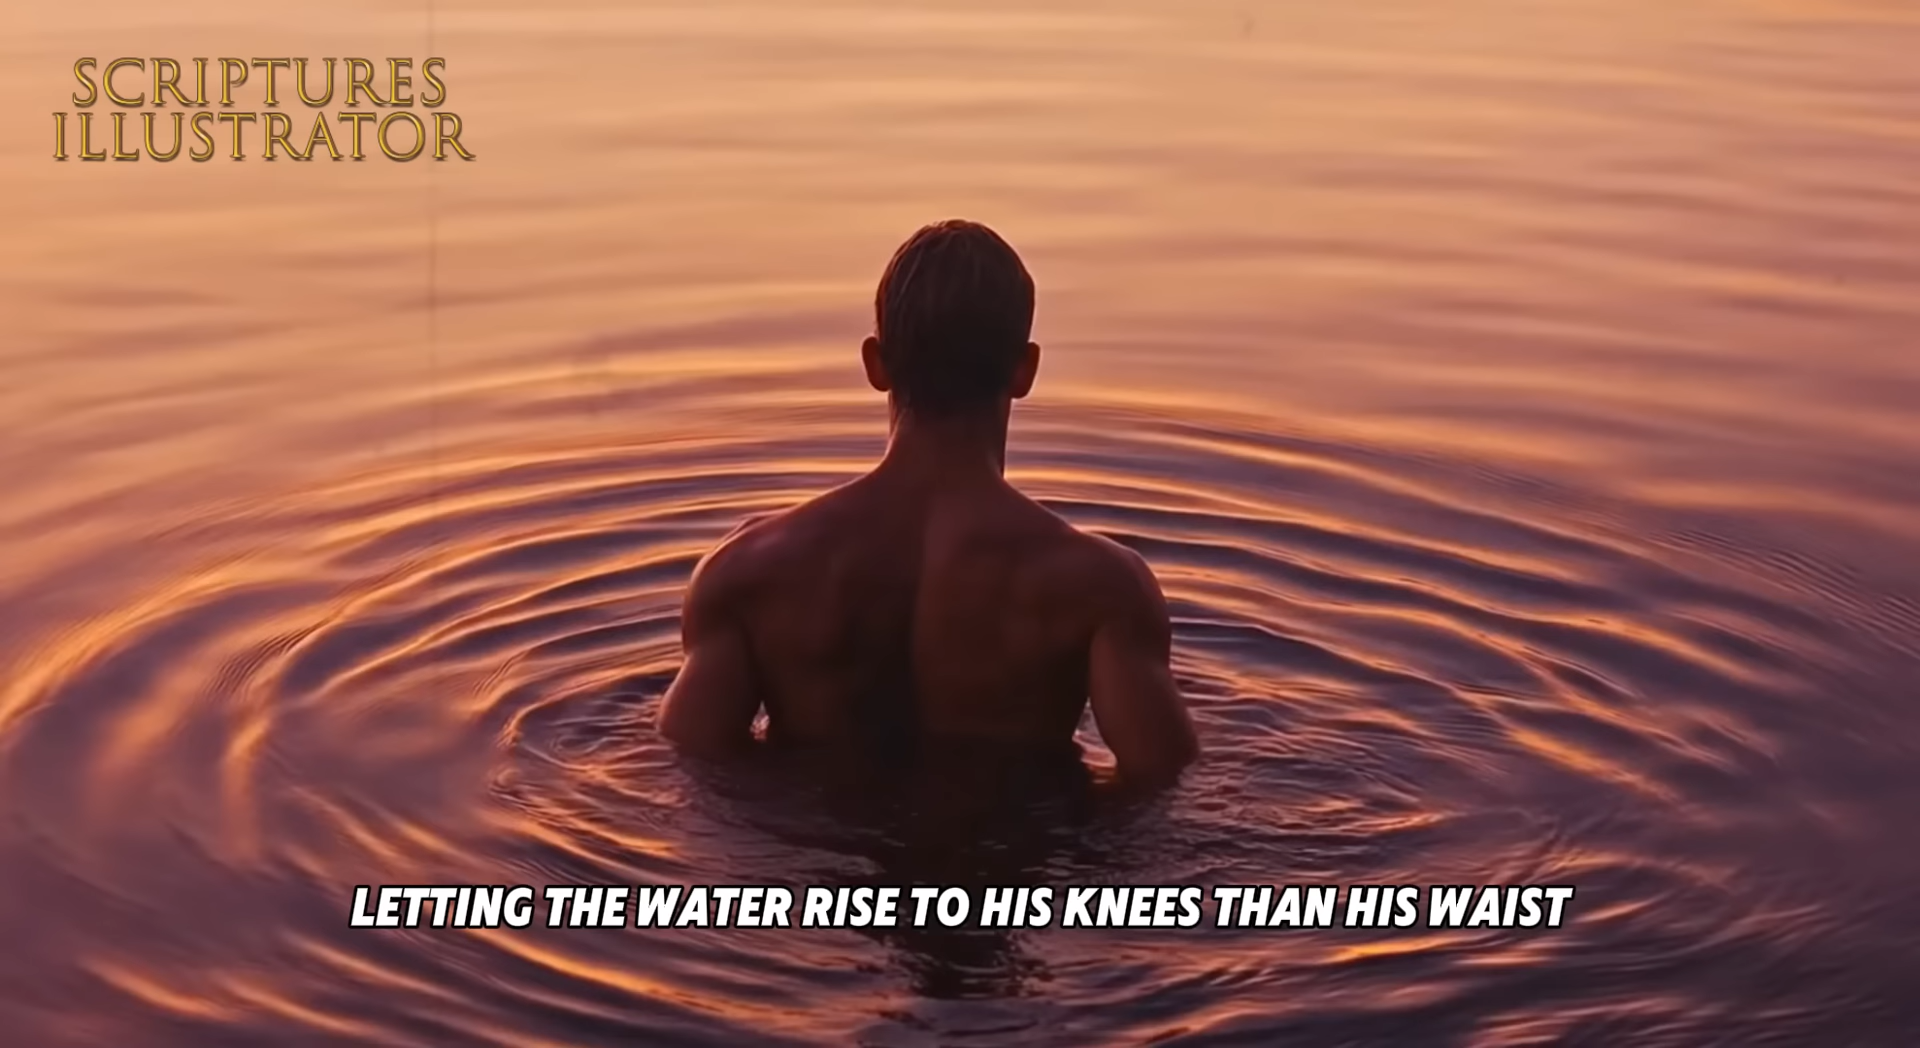 SCRIPTURES
ILLUSTRATOR
LETTING THE WATER RISE TO HIS KNEES THAN HIS WAIST